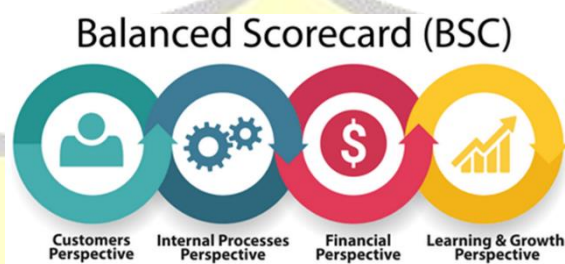 Balanced Scorecard (BSC)
$
Customers Internal Processes Financial Learning & Growth
Perspective Perspective Perspective Perspective